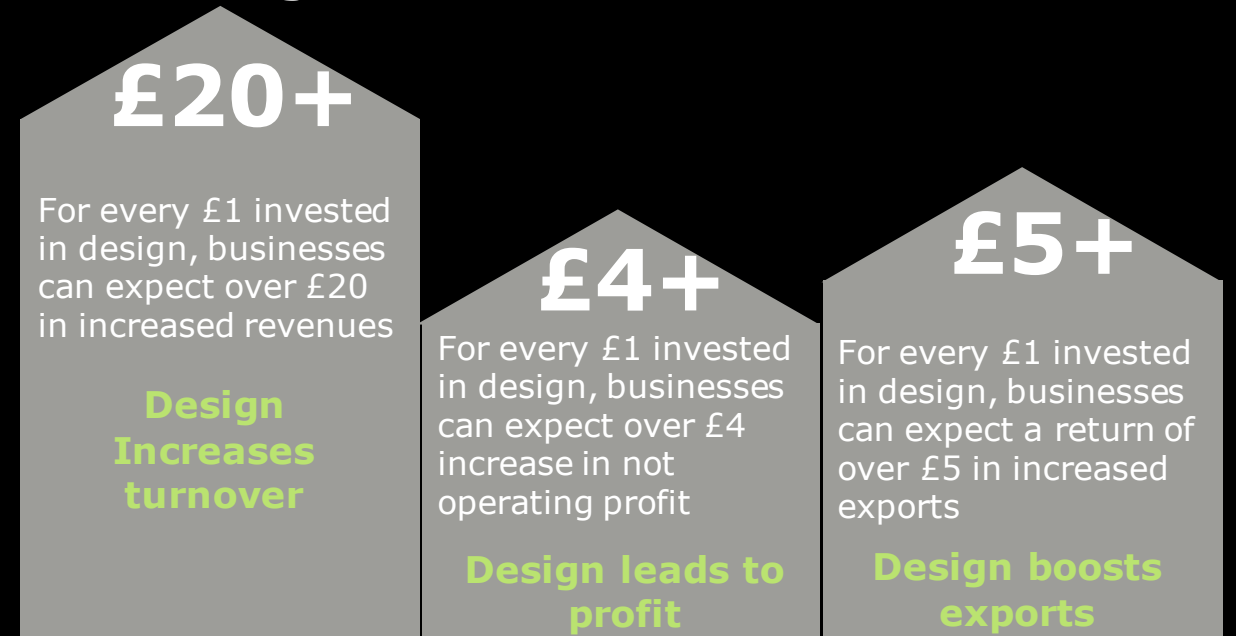 £20+
For every £1 invested
in design, businesses
can expect over £20
in increased revenues
Design
Increases
turnover
£4+
For every £1 invested
in design, businesses
can expect over £4
increase in not
operating profit
Design leads to
profit
£5+
For every £1 invested
in design, businesses
can expect a return of
over £5 in increased
exports
Design boosts
exports